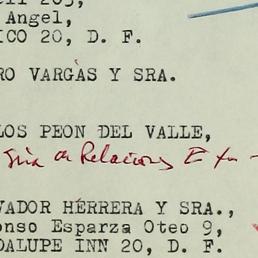 Angel,
ICO 20, D. F.
RO VARGAS Y SRA.
LOS PEON DEL VALLE,
Sría de Relaciones Ext
VADOR HERRERA Y SRA.,
onso Esparza Oteo 9,
DALUPE INN 20, D. F.